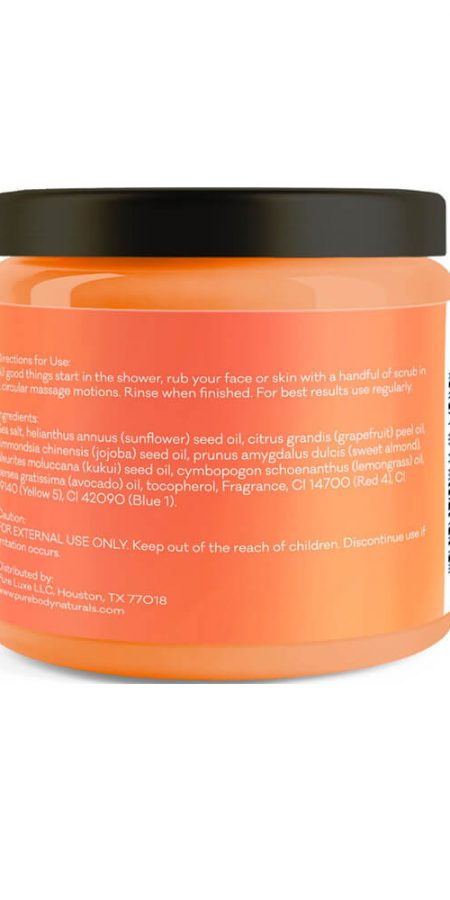 Directions for Use:
All good things start in the shower, rub your face or skin with a handful of scrub in
circular massage motions. Rinse when finished. For best results use regularly.
Ingredients:
Sea salt, helianthus annuus (sunflower) seed oil, citrus grandis (grapefruit) peel oil,
simmondsia chinensis (jojoba) seed oil, prunus amygdalus dulcis (sweet almond)
aleurites moluccana (kukui) seed oil, cymbopogon schoenanthus (lemongrass) oil,
persea gratissima (avocado) oil, tocopherol, Fragrance, CI 14700 (Red 4), CI
19140 (Yellow 5), CI 42090 (Blue 1).
Caution:
FOR EXTERNAL USE ONLY. Keep out of the reach of children. Discontinue use if
irritation occurs.
Distributed by:
Pure Luxe LLC, Houston, TX 77018
www.purebodynaturals.com